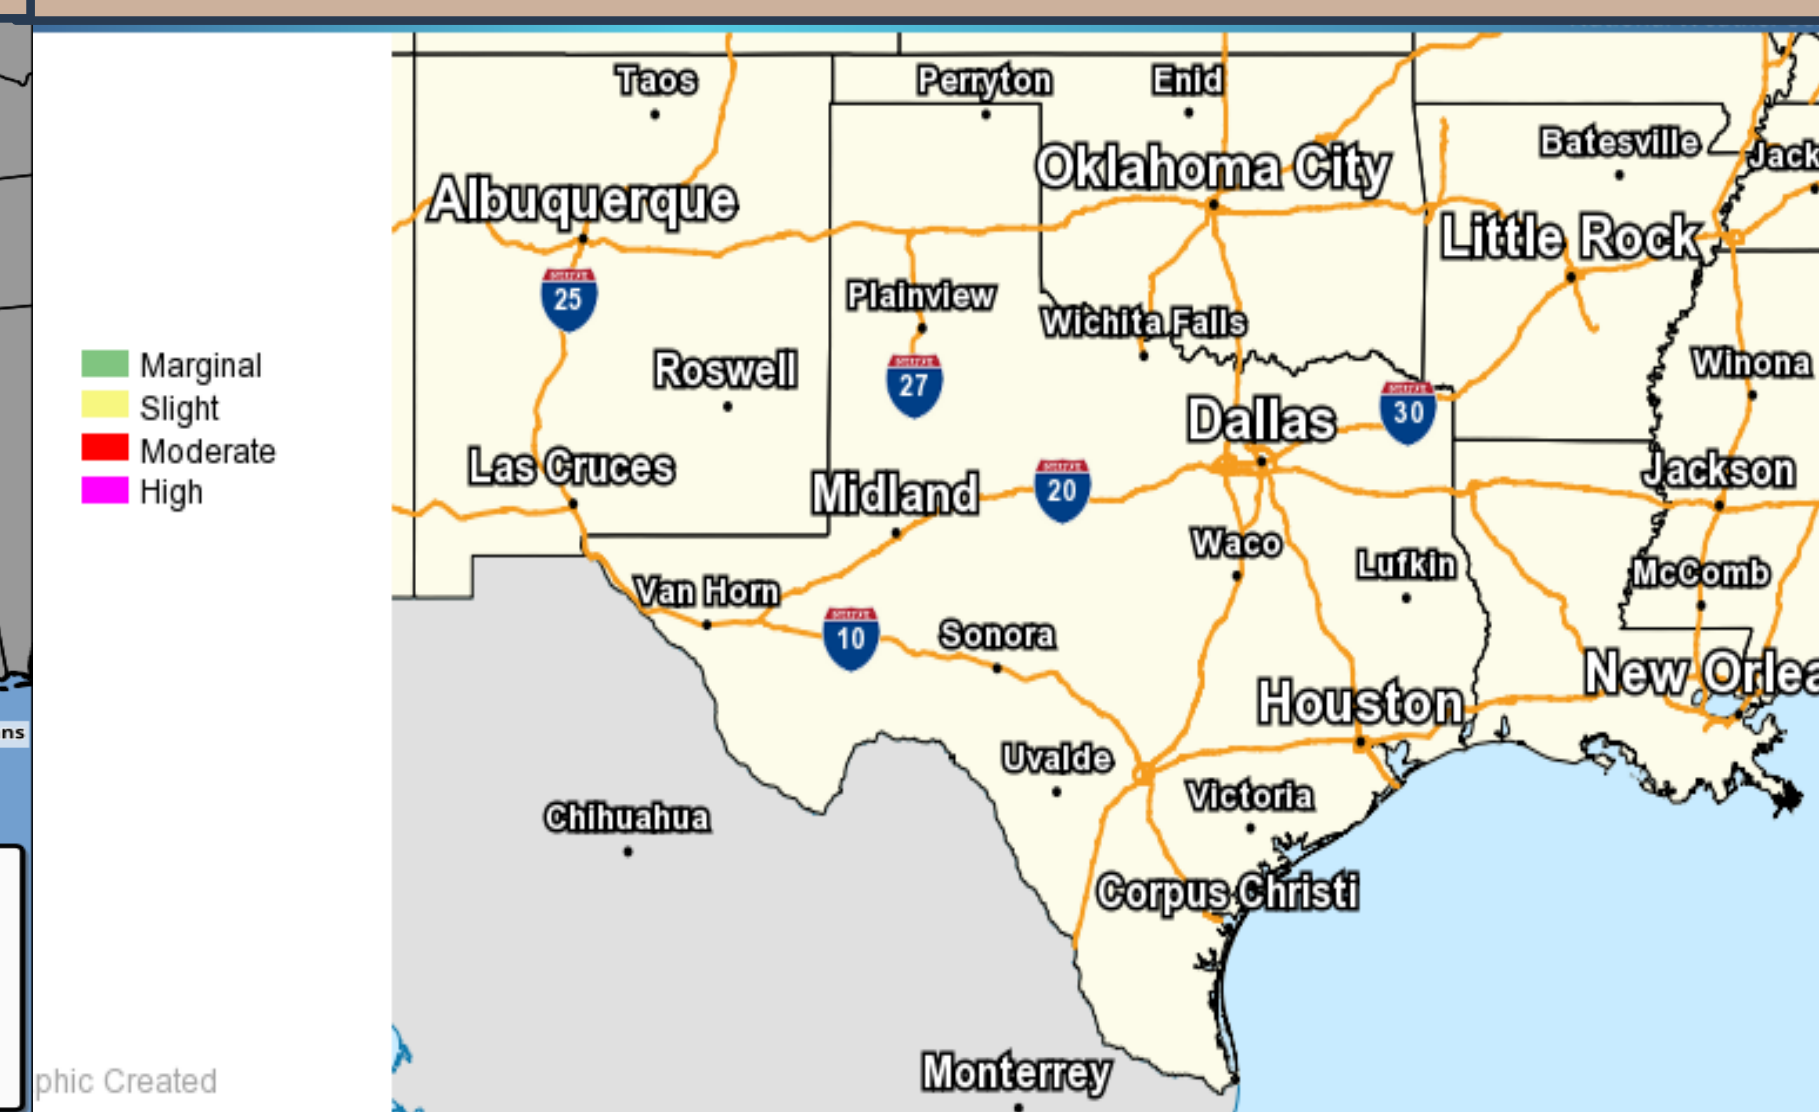 Taos
Perryton
Enid
Batesville
Jack
Oklahoma City
Albuquerque
Little Rock
25
Plainview
Wichita Falls
Winona
Roswell
27
30
Dallas
Marginal
Slight
Moderate
High
Las Cruces
Midland
20
Jackson
Waco
Lufkin
McComb
Van Horn
10
Sonora
New Orlea
Houston
ns
Uvalde
Victoria
Chihuahua
Corpus Christi
Monterrey
phic Created